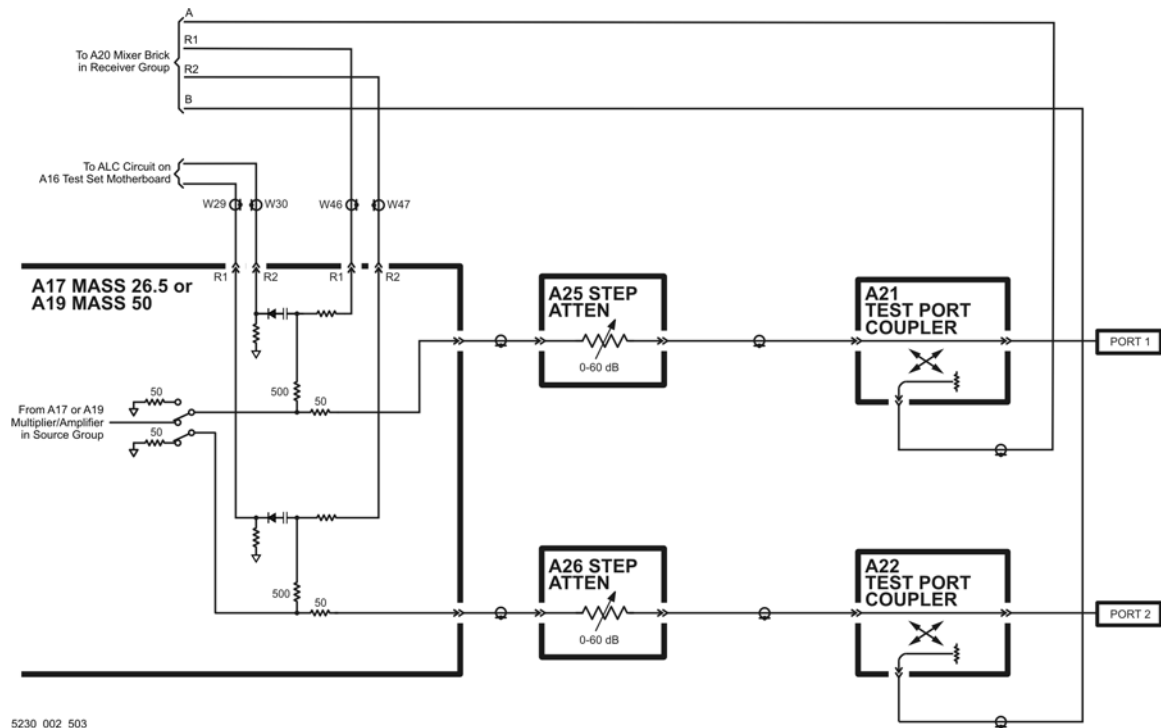 A
R1
To A20 Mixer Brick
in Receiver Group
R2
B
To ALC Circuit on
A16 Test Set Motherboard
W29
W30
W46
W47
R1
R2
R1
R2
A17 MASS 26.5 or
A19 MASS 50
A25 STEP
ATTEN
0-60 dB
A21
TEST PORT
COUPLER
PORT 1
50
500
50
From A17 or A19
Multiplier/Amplifier
in Source Group
50
500
50
A26 STEP
ATTEN
0-60 dB
A22
TEST PORT
COUPLER
PORT 2
5230_002_503